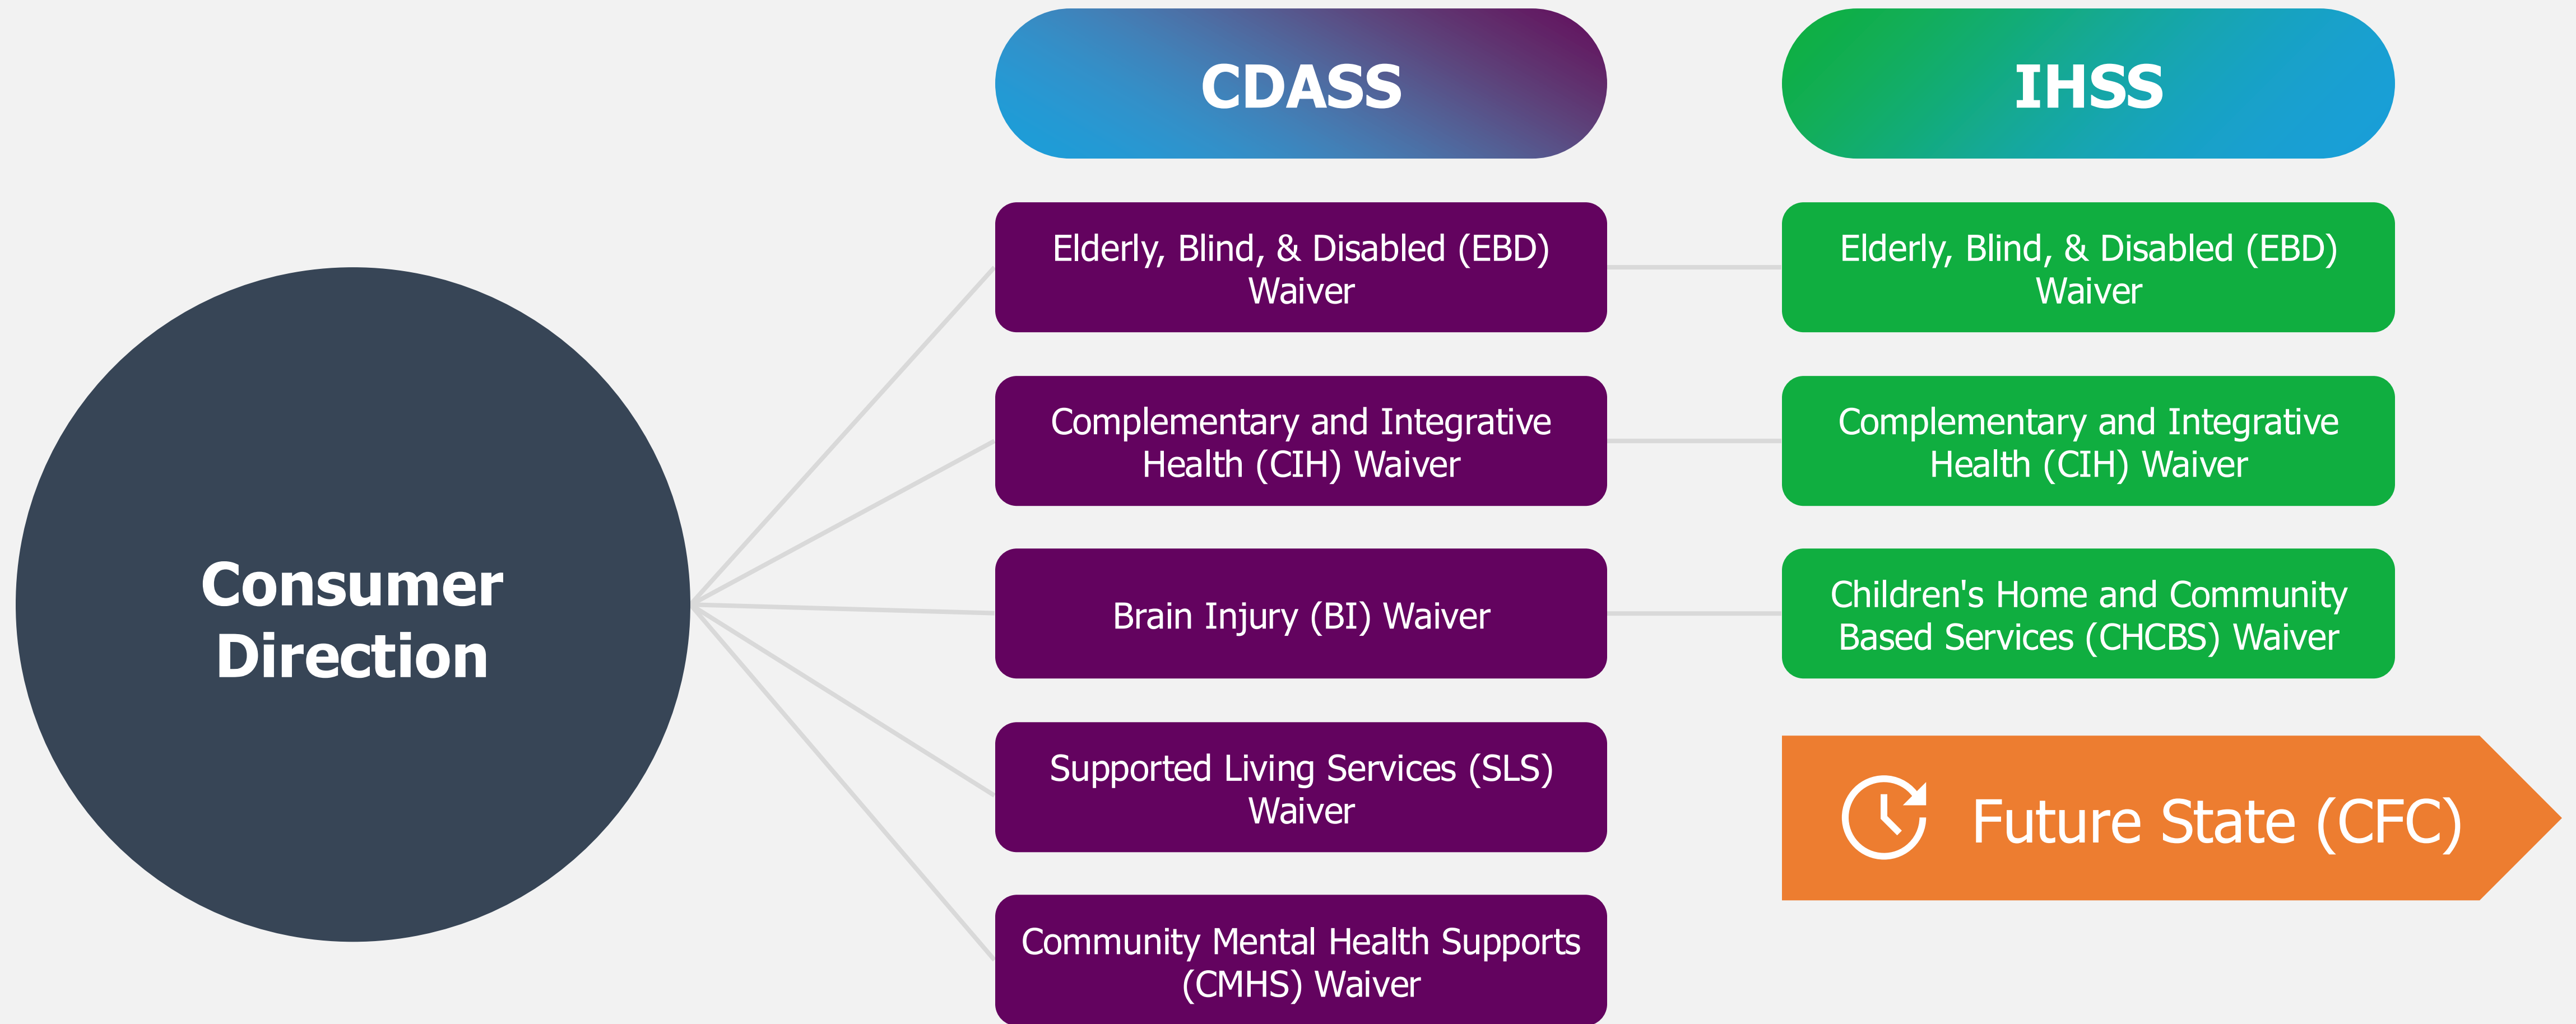 CDASS
IHSS
Consumer
Direction
Elderly, Blind, & Disabled (EBD)
Waiver
Complementary and Integrative
Health (CIH) Waiver
Brain Injury (BI) Waiver
Supported Living Services (SLS)
Waiver
Community Mental Health Supports
(CMHS) Waiver
Elderly, Blind, & Disabled (EBD)
Waiver
Complementary and Integrative
Health (CIH) Waiver
Children's Home and Community
Based Services (CHCBS) Waiver
Future State (CFC)